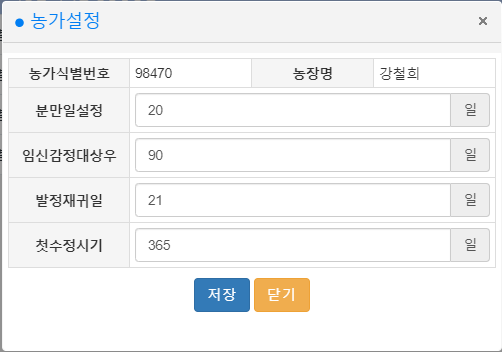 농가설정 ×
농가식별번호 98470 농장명 강철희
분만일설정 20 일
임신감정대상우 90 일
발정재귀일 21 일
첫수정시기 365 일
저장 닫기